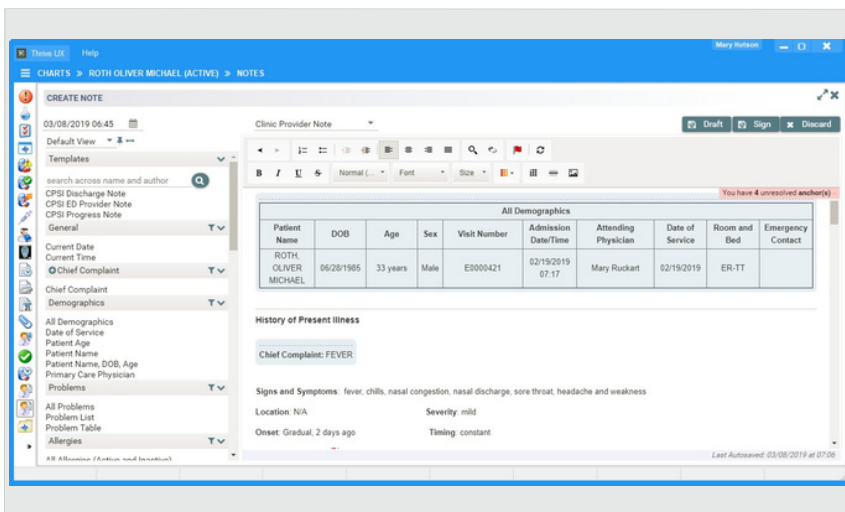 Thrive UX Help Mary Hutson
CHARTS » ROTH OLIVER MICHAEL (ACTIVE) » NOTES
CREATE NOTE
03/08/2019 06:45
Clinic Provider Note
Draft Sign Discard
Default View
Templates
search across name and author
CPSI Discharge Note
CPSI ED Provider Note
CPSI Progress Note
General
Current Date
Current Time
Chief Complaint
Chief Complaint
Demographics
All Demographics
Date of Service
Patient Age
Patient Name
Patient Name, DOB, Age
Primary Care Physician
Problems
All Problems
Problem List
Problem Table
Allergies
All Allergies (Active and Inactive)
B I U S Normal (... Font Size
You have 4 unresolved anchor(s)
All Demographics
Patient Name DOB Age Sex Visit Number Admission Date/Time Attending Physician Date of Service Room and Bed Emergency Contact
ROTH, OLIVER MICHAEL 06/28/1985 33 years Male E0000421 02/19/2019 07:17 Mary Ruckart 02/19/2019 ER-TT
History of Present Illness
Chief Complaint: FEVER
Signs and Symptoms: fever, chills, nasal congestion, nasal discharge, sore throat, headache and weakness
Location: N/A Severity: mild
Onset: Gradual, 2 days ago Timing: constant
Last Autosaved: 03/08/2019 at 07:06